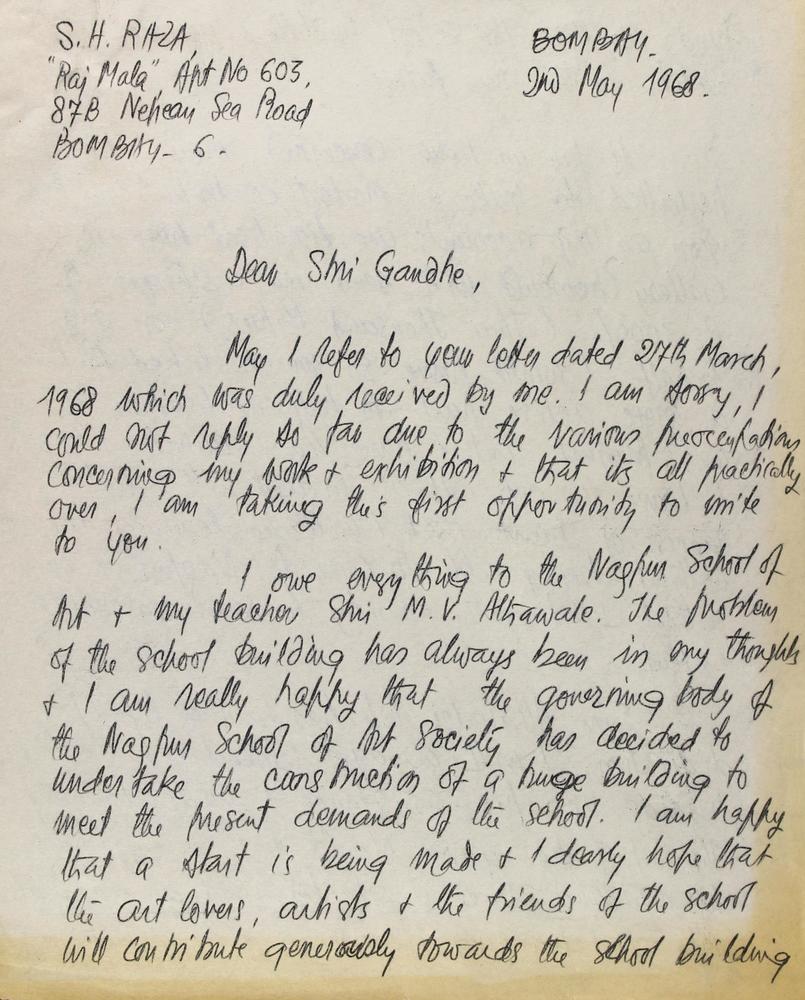 S. H. RAZA,
"Raj Mala", Apt No 603,
87B Nepean Sea Road
BOMBAY - 6.
BOMBAY.
2nd May 1968.
Dear Shri Gandhe,
May I refer to your letter dated 27th March,
1968 which was duly received by me. I am sorry, I
could not reply so far due to the various preoccupations
concerning my work & exhibition & that its all practically
over, I am taking this first opportunity to write
to you.
I owe everything to the Nagpur School of
Art & my teacher Shri M. V. Athawale. The problem
of the school building has always been in my thoughts
& I am really happy that the governing body of
the Nagpur School of Art Society has decided to
undertake the construction of a huge building to
meet the present demands of the school. I am happy
that a start is being made & I dearly hope that
the art lovers, artists & the friends of the school
will contribute generously towards the school building